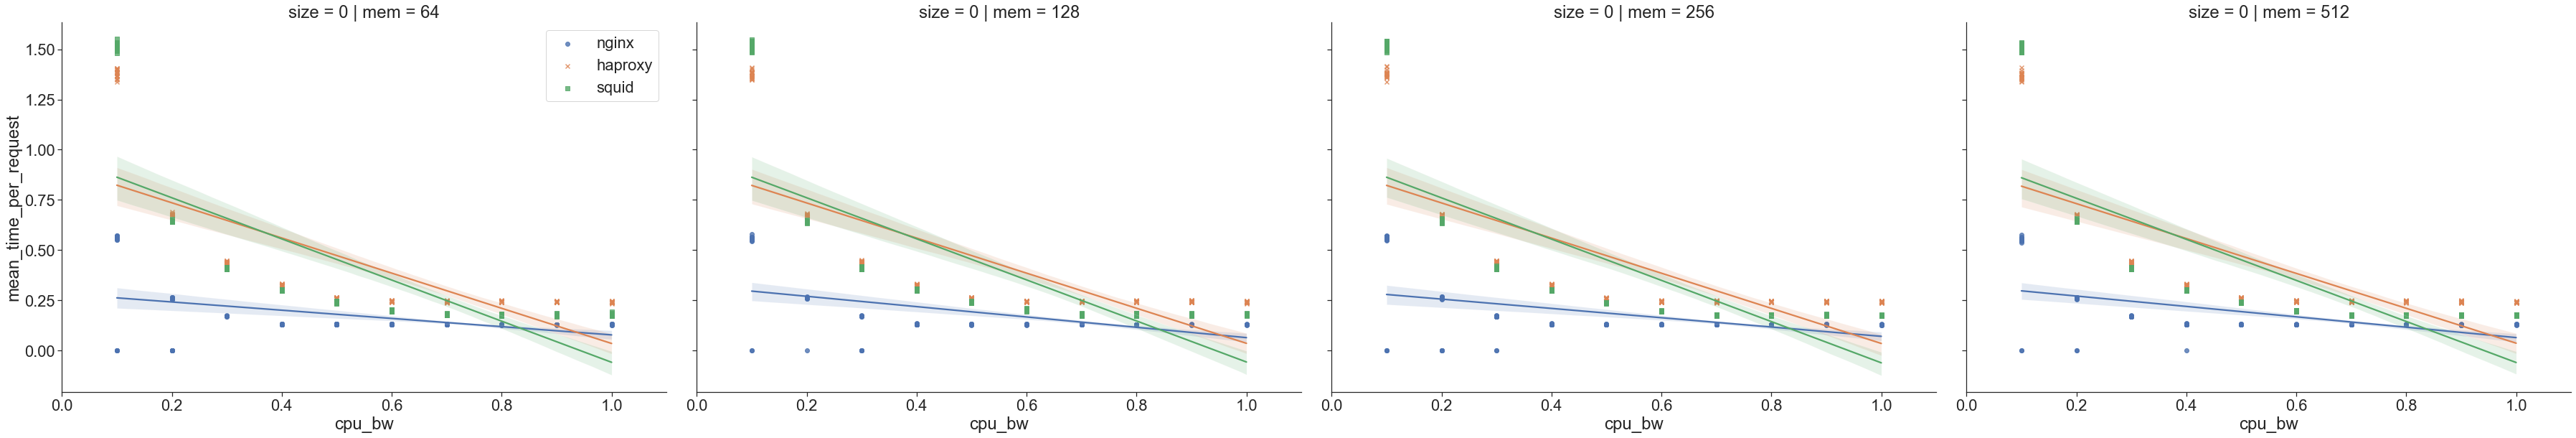 size = 0 | mem = 64
size = 0 | mem = 128
size = 0 | mem = 256
size = 0 | mem = 512
nginx
haproxy
squid
mean_time_per_request
1.50
1.25
1.00
0.75
0.50
0.25
0.00
0.0 0.2 0.4 0.6 0.8 1.0
0.0 0.2 0.4 0.6 0.8 1.0
0.0 0.2 0.4 0.6 0.8 1.0
0.0 0.2 0.4 0.6 0.8 1.0
cpu_bw
cpu_bw
cpu_bw
cpu_bw